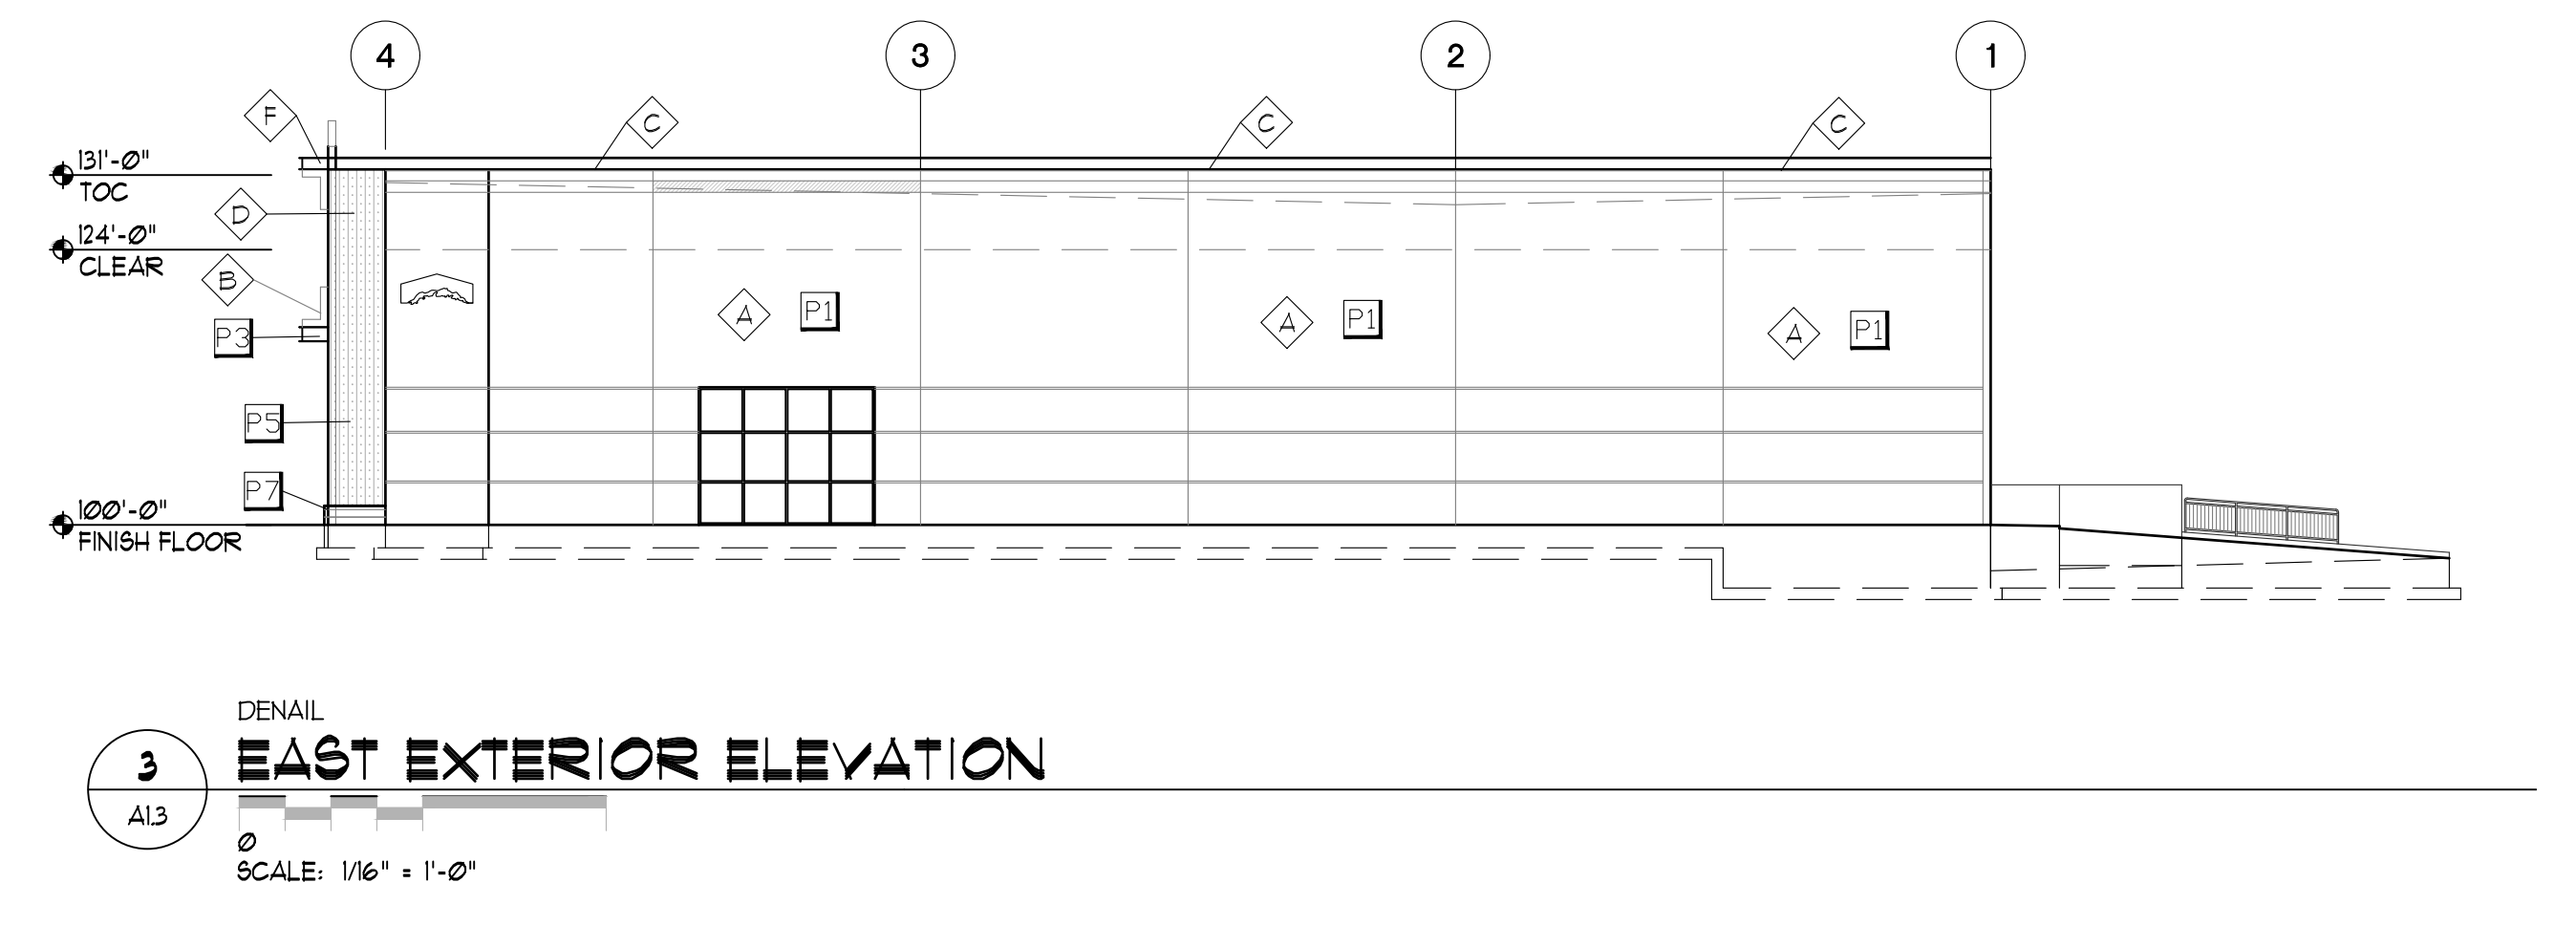 4 3 2 1
F C C C
131'-0"
TOC
D
124'-0"
CLEAR
B
A P1 A P1 A P1
P3
P5
P7
100'-0"
FINISH FLOOR
DENAIL
3 EAST EXTERIOR ELEVATION
A1.3
0
SCALE: 1/16" = 1'-0"